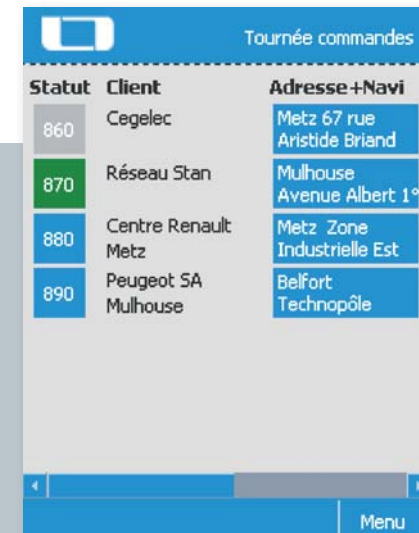 Tournée commandes
Statut Client Adresse+Navi
860 Cegelec Metz 67 rue
Aristide Briand
870 Réseau Stan Mulhouse
Avenue Albert 1°
880 Centre Renault Metz Zone
Metz Industrielle Est
890 Peugeot SA Belfort
Mulhouse Technopôle
Menu